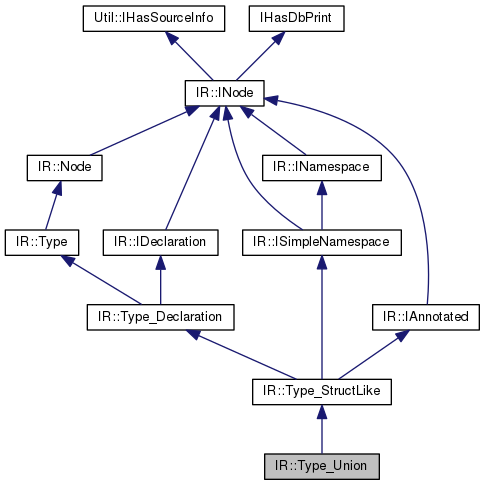 Util::IHasSourceInfo
IHasDbPrint
IR::INode
IR::Node
IR::INamespace
IR::Type
IR::IDeclaration
IR::ISimpleNamespace
IR::Type_Declaration
IR::IAnnotated
IR::Type_StructLike
IR::Type_Union